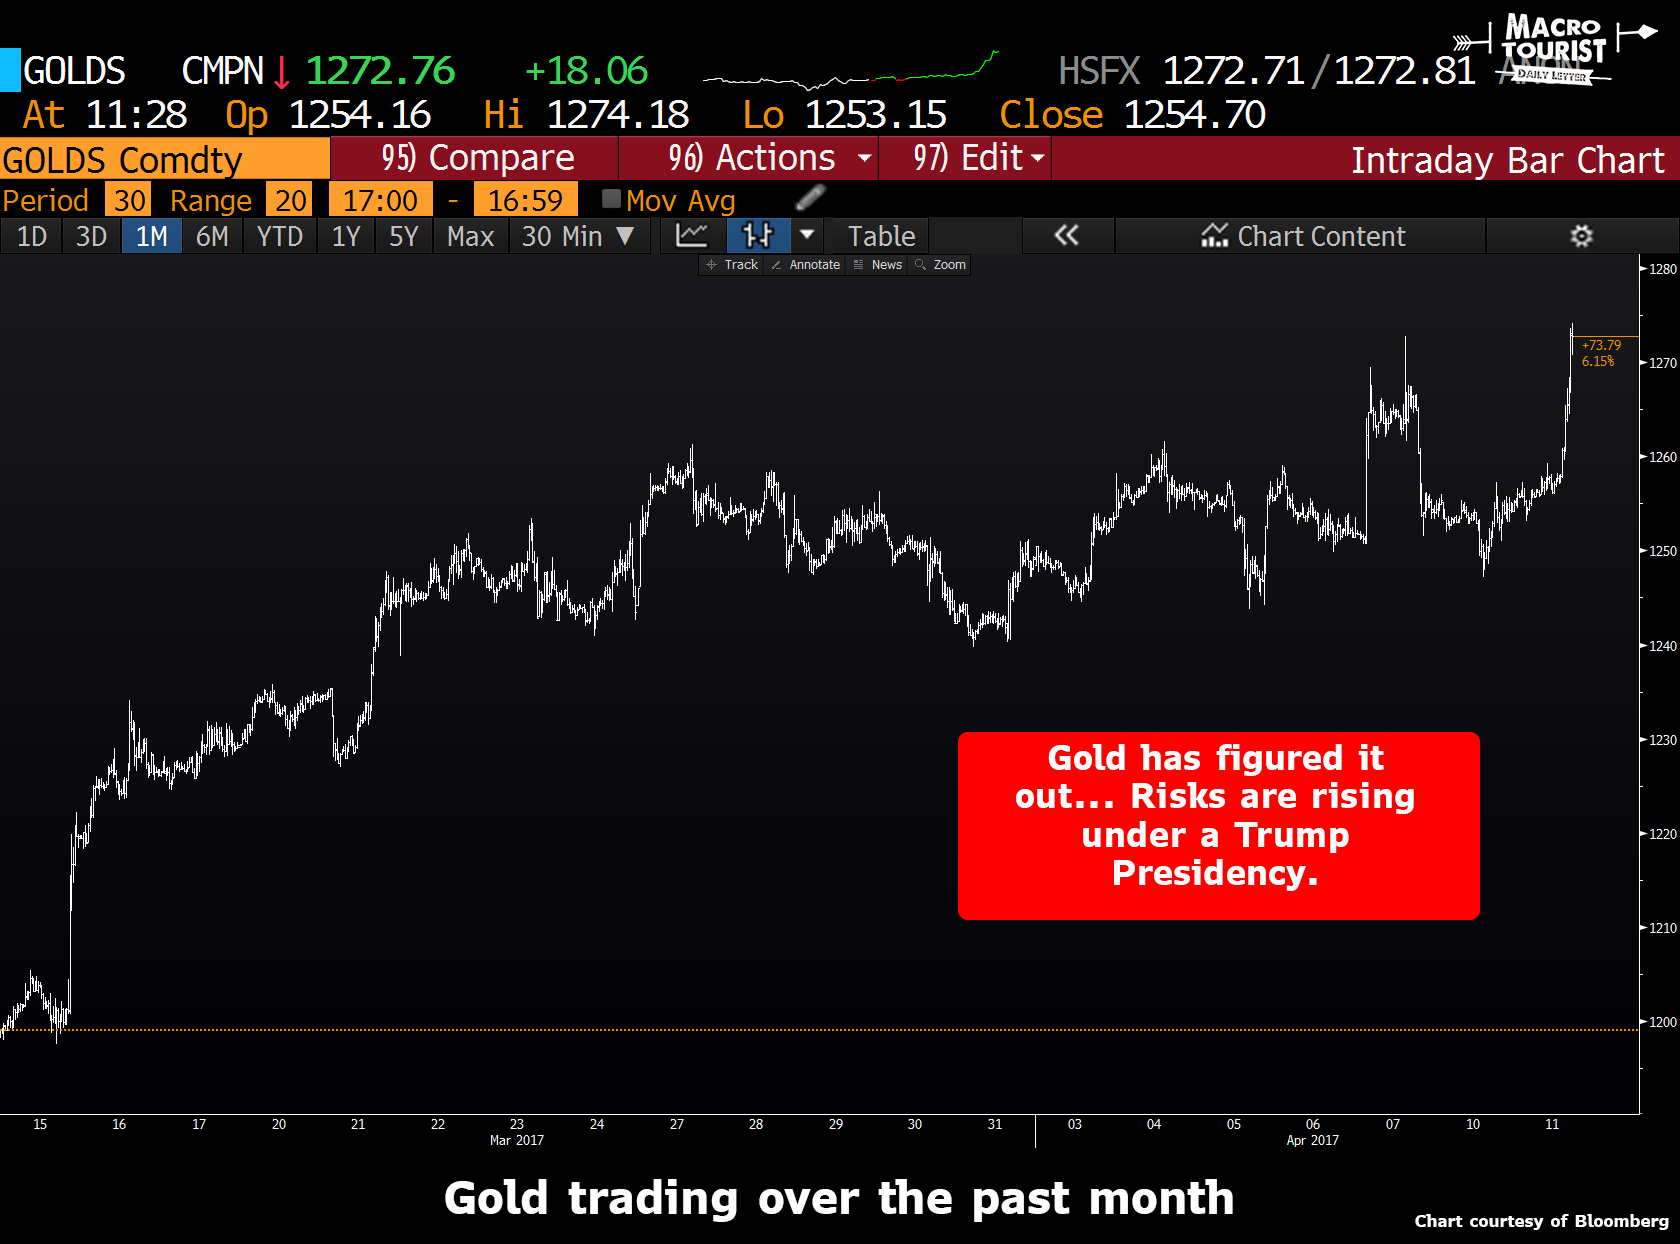 MACRO
TOURIST
DAILY LETTER
GOLDS CMPN↓ 1272.76 +18.06 HSFX 1272.71/1272.81
At 11:28 Op 1254.16 Hi 1274.18 Lo 1253.15 Close 1254.70
GOLDS Comdty 95) Compare 96) Actions 97) Edit Intraday Bar Chart
Period 30 Range 20 17:00 - 16:59 Mov Avg
1D 3D 1M 6M YTD 1Y 5Y Max 30 Min ▼ Table « Chart Content
Track Annotate News Zoom
1280
+73.79
6.15%
1270
1260
1250
1240
1230
Gold has figured it
out... Risks are rising
under a Trump
Presidency.
1220
1210
1200
15 16 17 20 21 22 23 24 27 28 29 30 31 03 04 05 06 07 10 11
Mar 2017 Apr 2017
Gold trading over the past month
Chart courtesy of Bloomberg